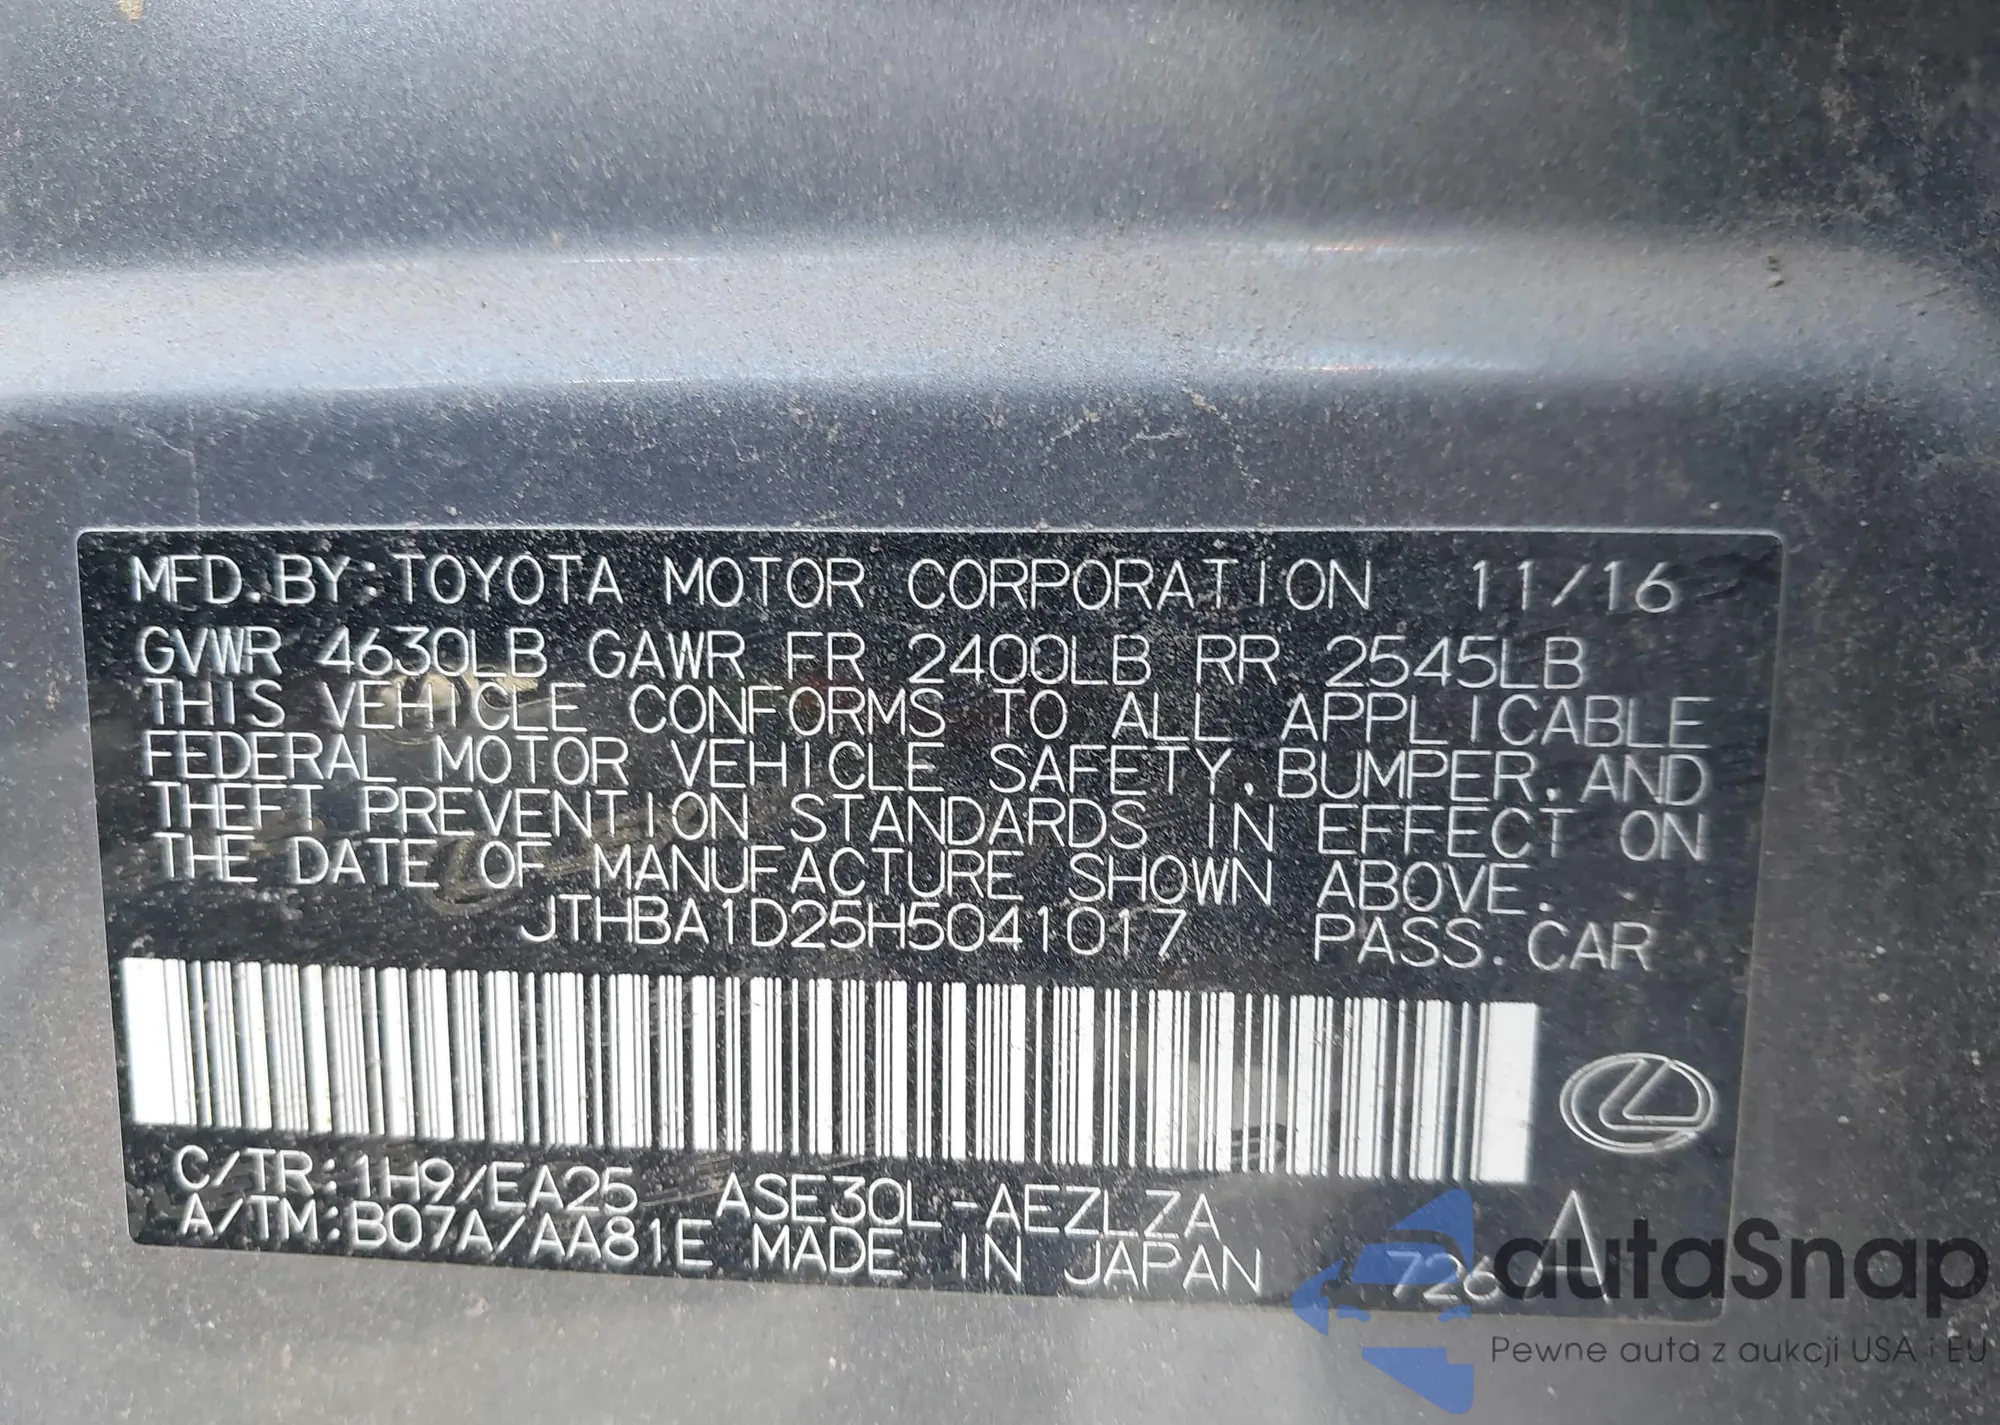 MFD.BY:TOYOTA MOTOR CORPORATION 11/16
GVWR 4630LB GAWR FR 2400LB RR 2545LB
THIS VEHICLE CONFORMS TO ALL APPLICABLE
FEDERAL MOTOR VEHICLE SAFETY,BUMPER,AND
THEFT PREVENTION STANDARDS IN EFFECT ON
THE DATE OF MANUFACTURE SHOWN ABOVE.
JTHBA1D25H5041017 PASS.CAR
C/TR:1H9/EA25 ASE30L-AEZLZA A
A/TM:B07A/AA81E MADE IN JAPAN 726
autaSnap
Pewne auta z aukcji USA i EU